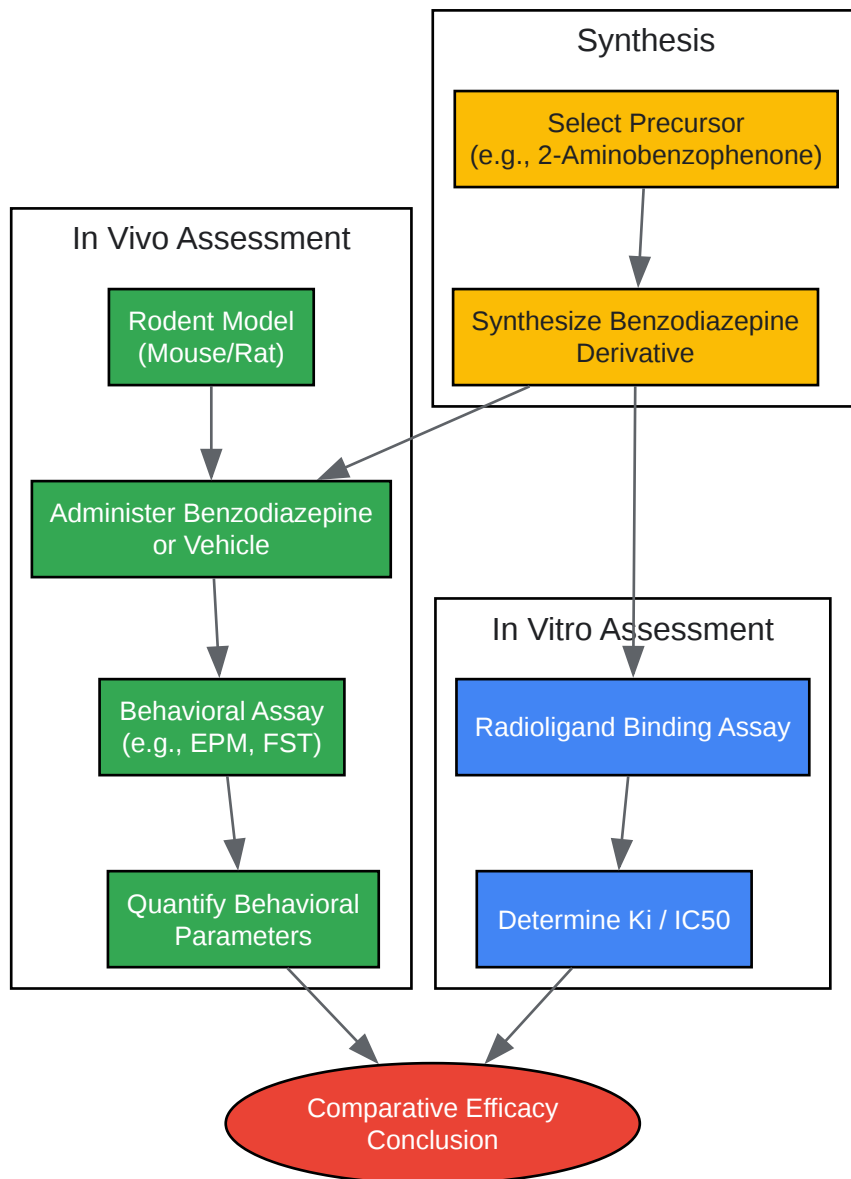 Synthesis
Select Precursor
(e.g., 2-Aminobenzophenone)
Synthesize Benzodiazepine
Derivative
In Vivo Assessment
Rodent Model
(Mouse/Rat)
Administer Benzodiazepine
or Vehicle
Behavioral Assay
(e.g., EPM, FST)
Quantify Behavioral
Parameters
In Vitro Assessment
Radioligand Binding Assay
Determine Ki / IC50
Comparative Efficacy
Conclusion